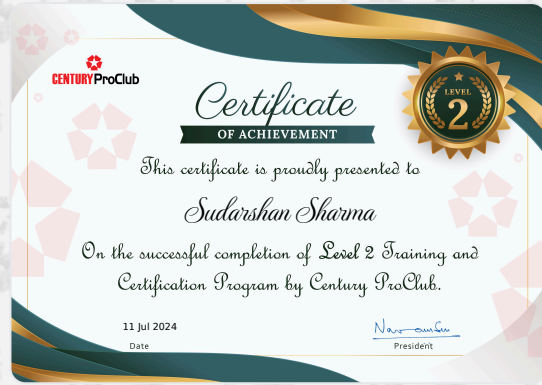 CENTURY ProClub
Certificate
OF ACHIEVEMENT
LEVEL
2
This certificate is proudly presented to
Sudarshan Sharma
On the successful completion of Level 2 Training and
Certification Program by Century ProClub.
11 Jul 2024
Date
President